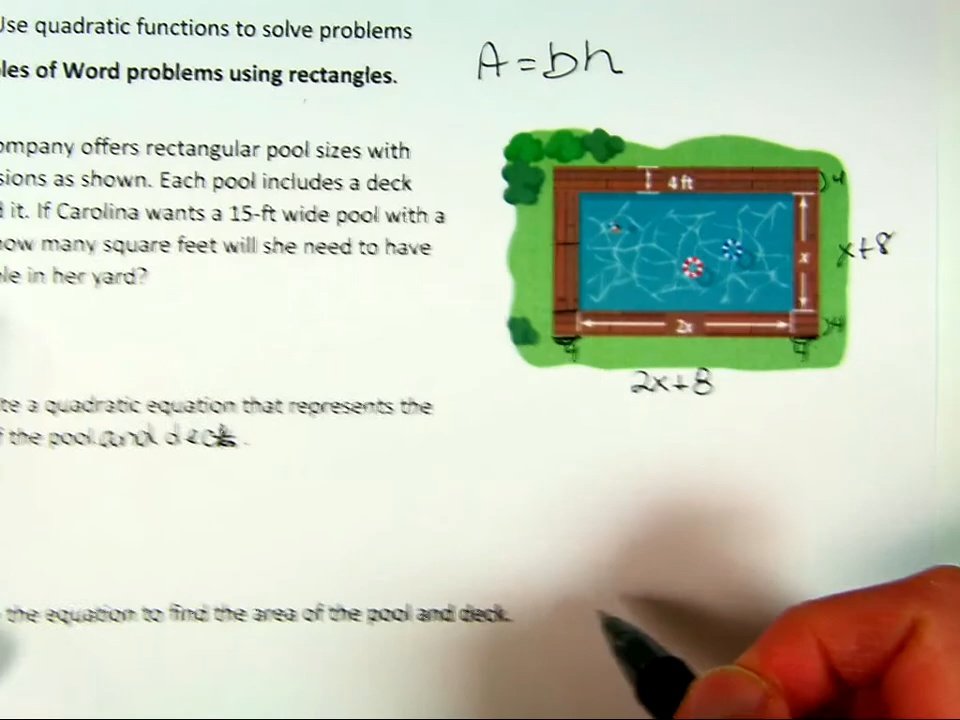 Use quadratic functions to solve problems
les of Word problems using rectangles.
A = bh
ompany offers rectangular pool sizes with
sions as shown. Each pool includes a deck
d it. If Carolina wants a 15-ft wide pool with a
how many square feet will she need to have
le in her yard?
4 ft
4
x
x+8
2x
4
4
4
2x+8
te a quadratic equation that represents the
f the pool and deck.
the equation to find the area of the pool and deck.